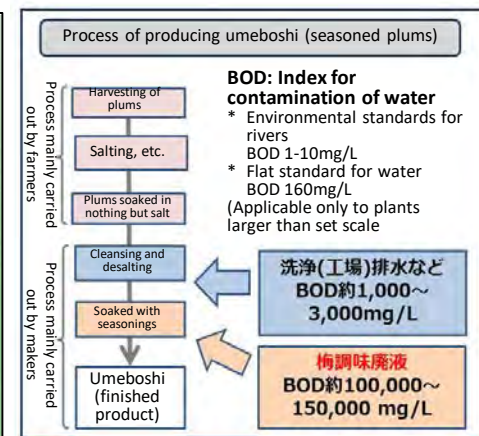 Process of producing umeboshi (seasoned plums)
Process mainly carried
out by farmers
Harvesting of
plums
Salting, etc.
Plums soaked in
nothing but salt
Process mainly carried
out by makers
Cleansing and
desalting
Soaked with
seasonings
Umeboshi
(finished
product)
BOD: Index for
contamination of water
* Environmental standards for
rivers
BOD 1-10mg/L
* Flat standard for water
BOD 160mg/L
(Applicable only to plants
larger than set scale
洗浄(工場)排水など
BOD約1,000～
3,000mg/L
梅調味廃液
BOD約100,000～
150,000 mg/L